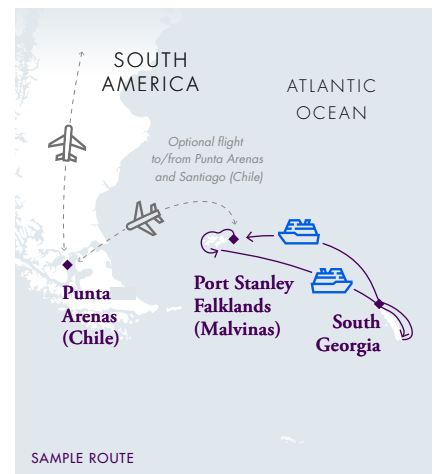 SOUTH
AMERICA
ATLANTIC
OCEAN
Optional flight
to/from Punta Arenas
and Santiago (Chile)
Punta
Arenas
(Chile)
Port Stanley
Falklands
(Malvinas)
South
Georgia
SAMPLE ROUTE